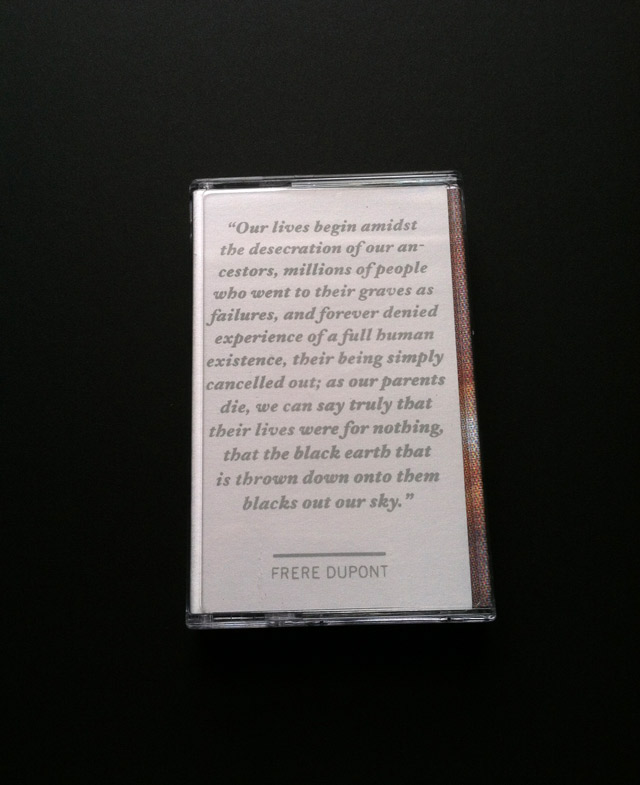 “Our lives begin amidst
the desecration of our an-
cestors, millions of people
who went to their graves as
failures, and forever denied
experience of a full human
existence, their being simply
cancelled out; as our parents
die, we can say truly that
their lives were for nothing,
that the black earth that
is thrown down onto them
blacks out our sky.”
FRERE DUPONT